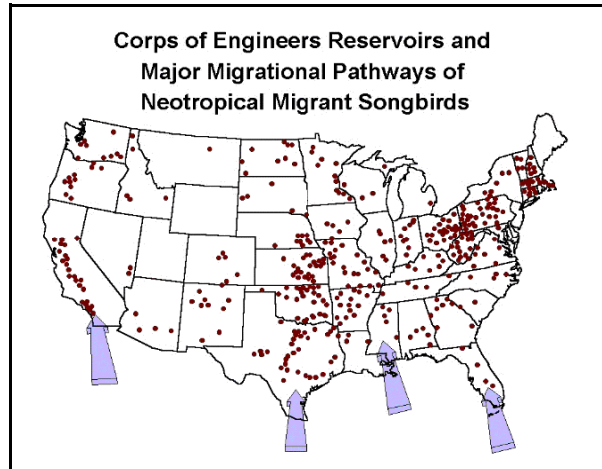 Corps of Engineers Reservoirs and
Major Migrational Pathways of
Neotropical Migrant Songbirds